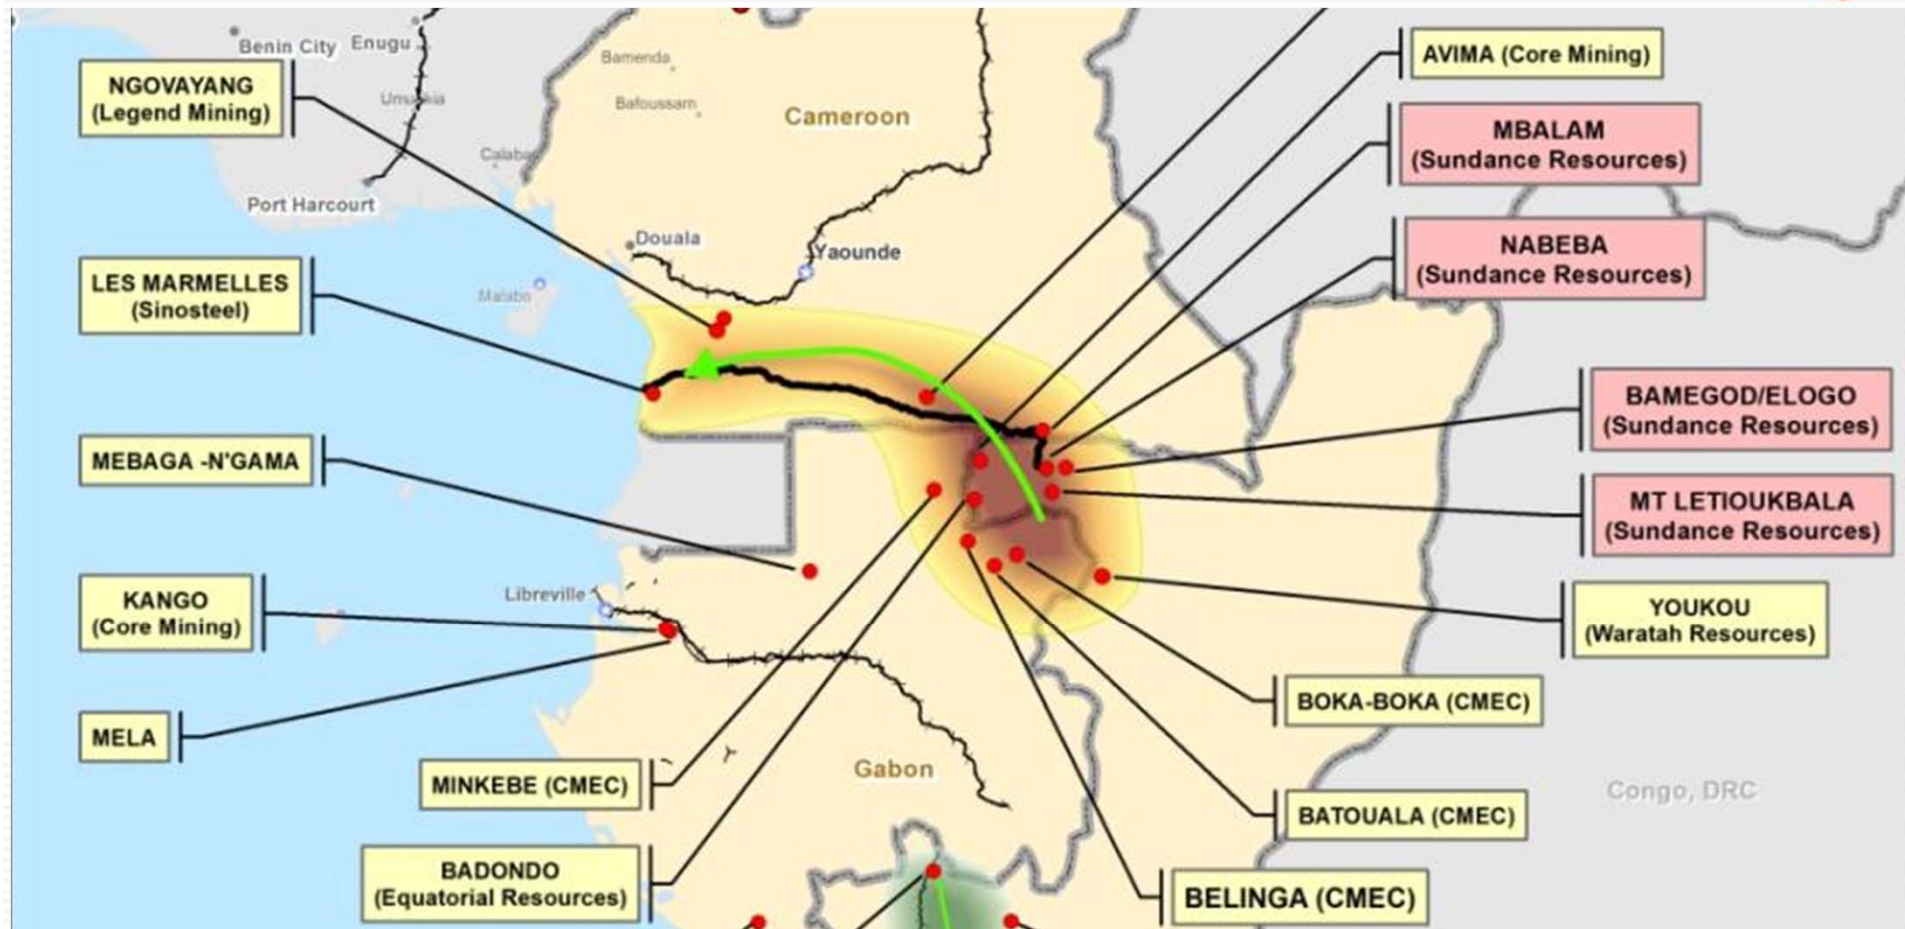 Benin City
Enugu
Bamenda
AVIMA (Core Mining)
NGOVAYANG
(Legend Mining)
Bafoussam
Cameroon
MBALAM
(Sundance Resources)
Port Harcourt
Douala
Yaounde
NABEBA
(Sundance Resources)
LES MARMELLES
(Sinosteel)
Malabo
BAMEGOD/ELOGO
(Sundance Resources)
MEBAGA -N'GAMA
MT LETIOUKBALA
(Sundance Resources)
KANGO
(Core Mining)
Libreville
YOUKOU
(Waratah Resources)
BOKA-BOKA (CMEC)
MELA
MINKEBE (CMEC)
Gabon
Congo, DRC
BATOUALA (CMEC)
BADONDO
(Equatorial Resources)
BELINGA (CMEC)